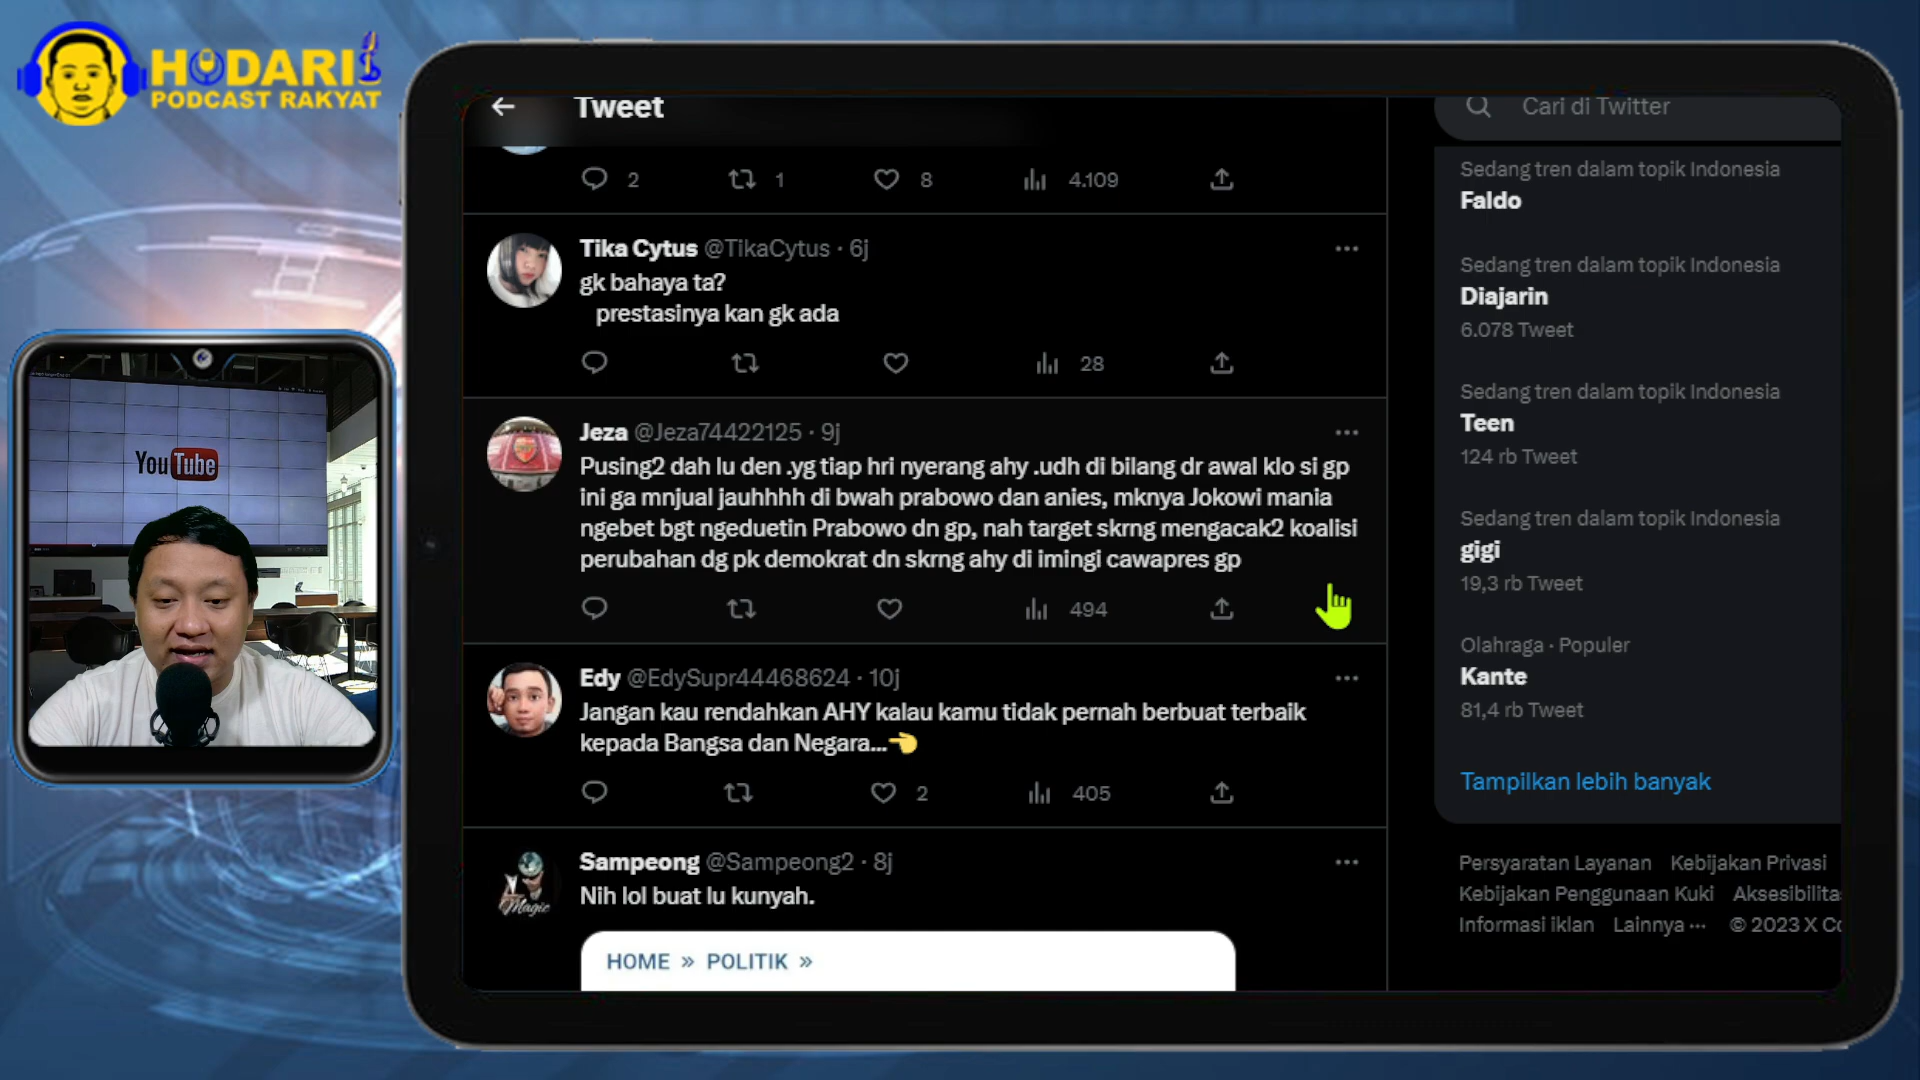 HODARI
PODCAST RAKYAT
YouTube
Tweet
Cari di Twitter
2 1 8 4.109
Tika Cytus @TikaCytus · 6j
gk bahaya ta?
prestasinya kan gk ada
28
Jeza @Jeza74422125 · 9j
Pusing2 dah lu den .yg tiap hri nyerang ahy .udh di bilang dr awal klo si gp
ini ga mnjual jauhhhh di bwah prabowo dan anies, mknya Jokowi mania
ngebet bgt ngeduetin Prabowo dn gp, nah target skrng mengacak2 koalisi
perubahan dg pk demokrat dn skrng ahy di imingi cawapres gp
494
Edy @EdySupr44468624 · 10j
Jangan kau rendahkan AHY kalau kamu tidak pernah berbuat terbaik
kepada Bangsa dan Negara...👈
2 405
Sampeong @Sampeong2 · 8j
Magic
Nih lol buat lu kunyah.
HOME » POLITIK »
Sedang tren dalam topik Indonesia
Faldo
Sedang tren dalam topik Indonesia
Diajarin
6.078 Tweet
Sedang tren dalam topik Indonesia
Teen
124 rb Tweet
Sedang tren dalam topik Indonesia
gigi
19,3 rb Tweet
Olahraga · Populer
Kante
81,4 rb Tweet
Tampilkan lebih banyak
Persyaratan Layanan Kebijakan Privasi
Kebijakan Penggunaan Kuki Aksesibilita
Informasi iklan Lainnya ··· © 2023 X Co